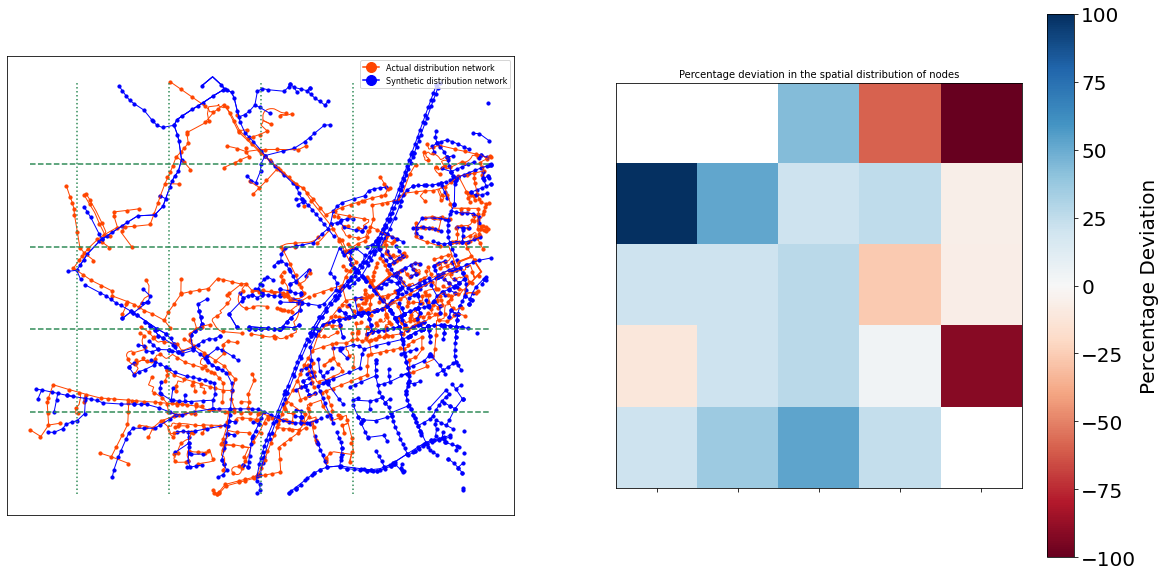 Actual distribution network
Synthetic distribution network
Percentage deviation in the spatial distribution of nodes
100
75
50
25
0
−25
−50
−75
−100
Percentage Deviation